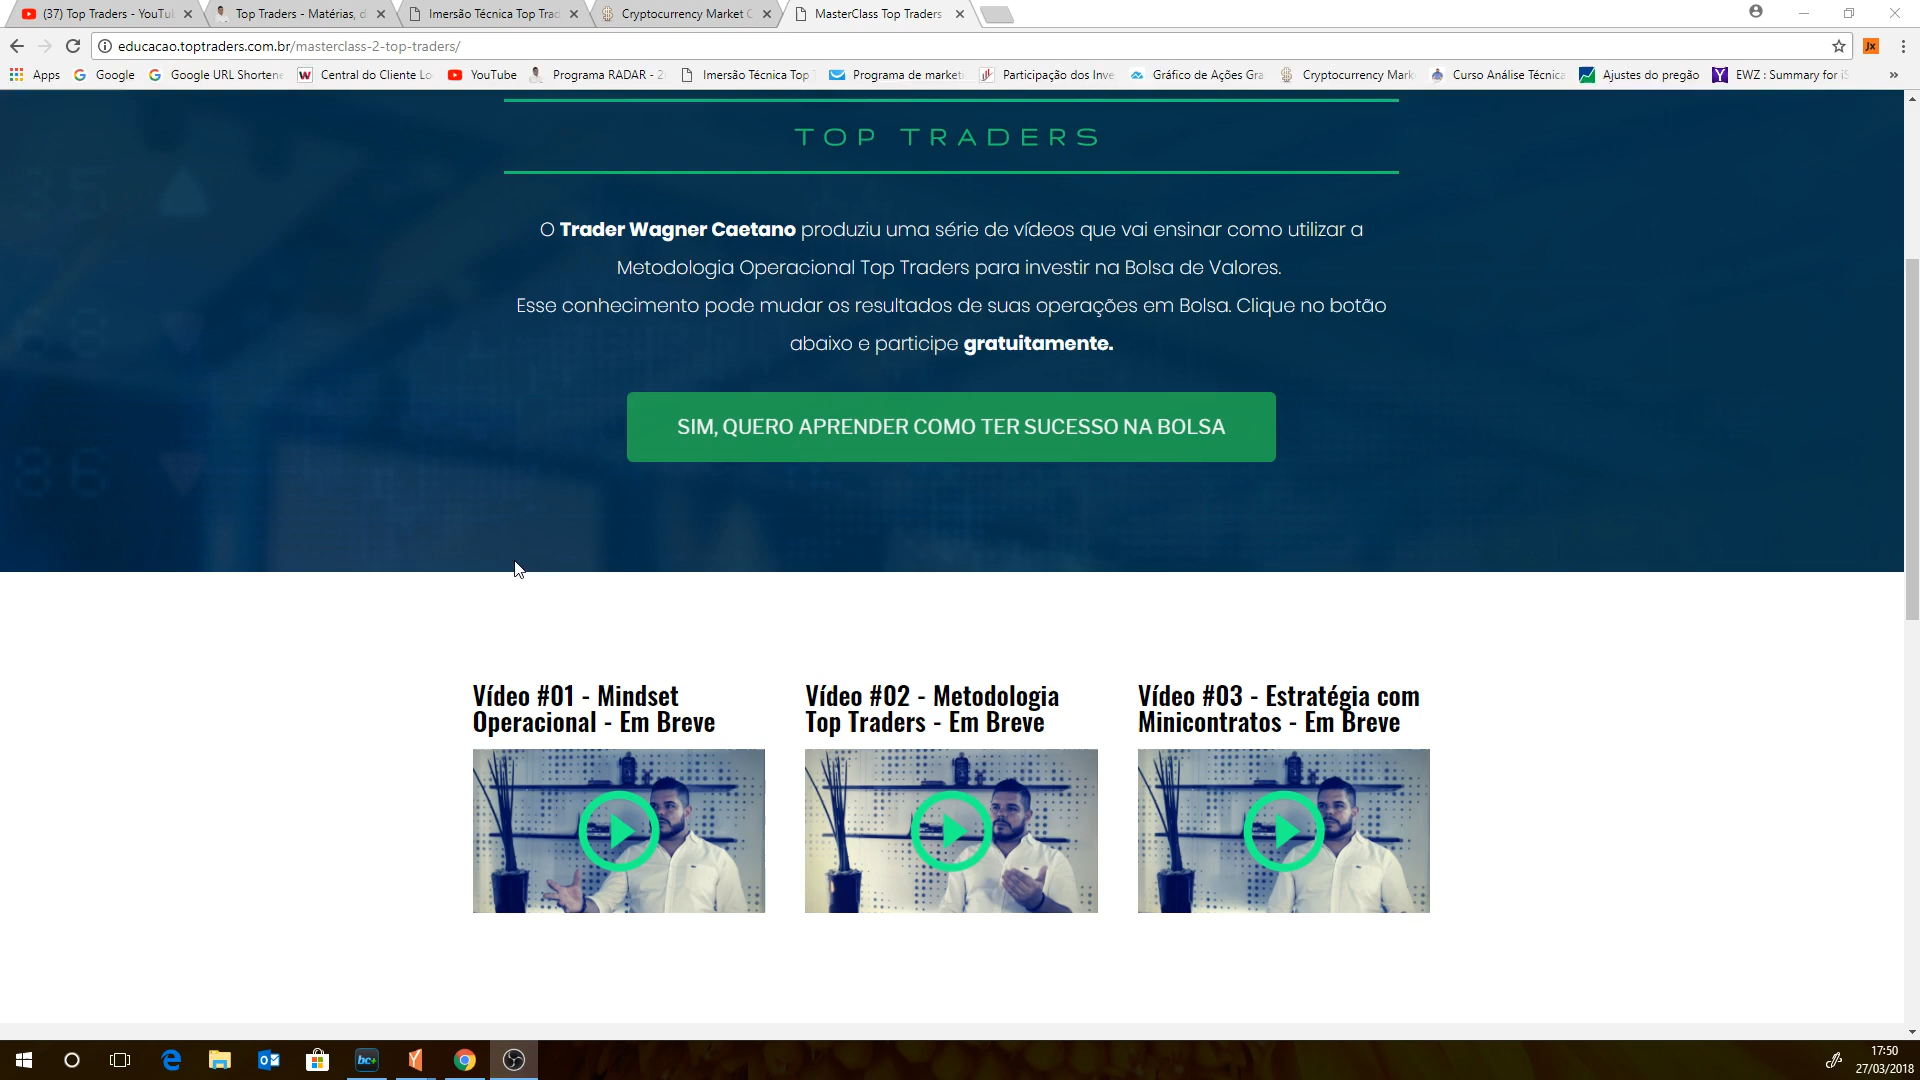 (37) Top Traders - YouTu
Top Traders - Matérias, d
Imersão Técnica Top Trad
Cryptocurrency Market C
MasterClass Top Traders
educacao.toptraders.com.br/masterclass-2-top-traders/
Jx
Apps
Google
Google URL Shortene
Central do Cliente Lo
YouTube
Programa RADAR - 2
Imersão Técnica Top
Programa de market
Participação dos Inve
Gráfico de Ações Gra
Cryptocurrency Mark
Curso Análise Técnica
Ajustes do pregão
EWZ : Summary for iS
»
TOP TRADERS
O Trader Wagner Caetano produziu uma série de vídeos que vai ensinar como utilizar a
Metodologia Operacional Top Traders para investir na Bolsa de Valores.
Esse conhecimento pode mudar os resultados de suas operações em Bolsa. Clique no botão
abaixo e participe gratuitamente.
SIM, QUERO APRENDER COMO TER SUCESSO NA BOLSA
Vídeo #01 - Mindset
Operacional - Em Breve
Vídeo #02 - Metodologia
Top Traders - Em Breve
Vídeo #03 - Estratégia com
Minicontratos - Em Breve
bc+
17:50
27/03/2018